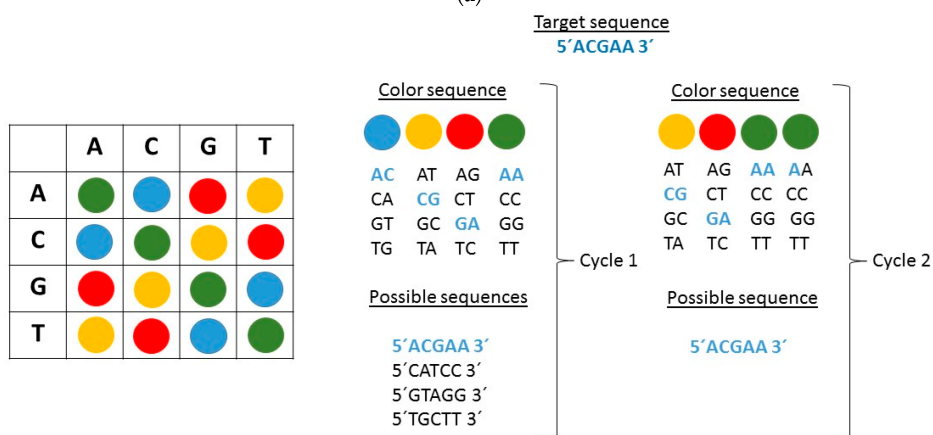 (a)
Target sequence
5´ACGAA 3´
Color sequence
AC AT AG AA
CA CG CT CC
GT GC GA GG
TG TA TC TT
Possible sequences
5´ACGAA 3´
5´CATCC 3´
5´GTAGG 3´
5´TGCTT 3´
Cycle 1
Color sequence
AT AG AA AA
CG CT CC CC
GC GA GG GG
TA TC TT TT
Possible sequence
5´ACGAA 3´
Cycle 2
A C G T
A
C
G
T